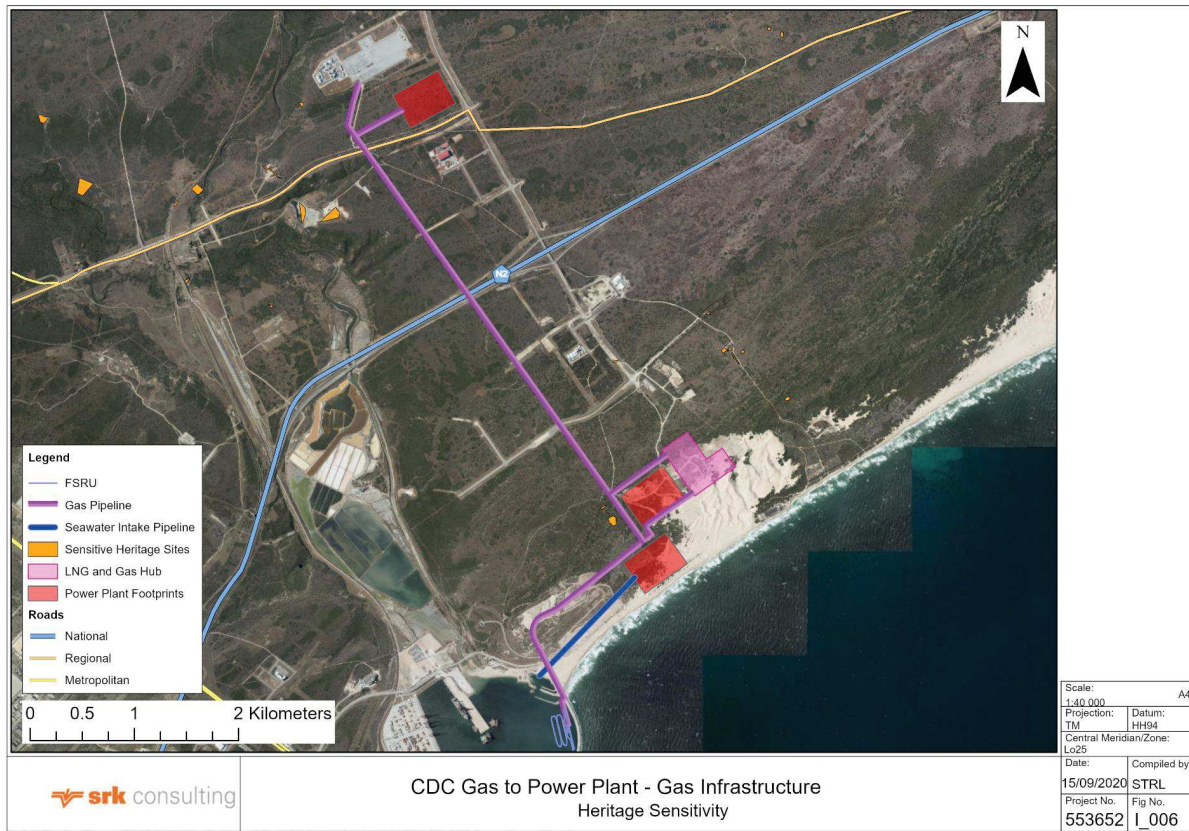 N
N2
Legend
FSRU
Gas Pipeline
Seawater Intake Pipeline
Sensitive Heritage Sites
LNG and Gas Hub
Power Plant Footprints
Roads
National
Regional
Metropolitan
0 0.5 1 2 Kilometers
srk consulting
CDC Gas to Power Plant - Gas Infrastructure
Heritage Sensitivity
Scale: A4
1:40 000
Projection: Datum:
TM HH94
Central Meridian/Zone:
Lo25
Date: Compiled by
15/09/2020 STRL
Project No. Fig No.
553652 I_006